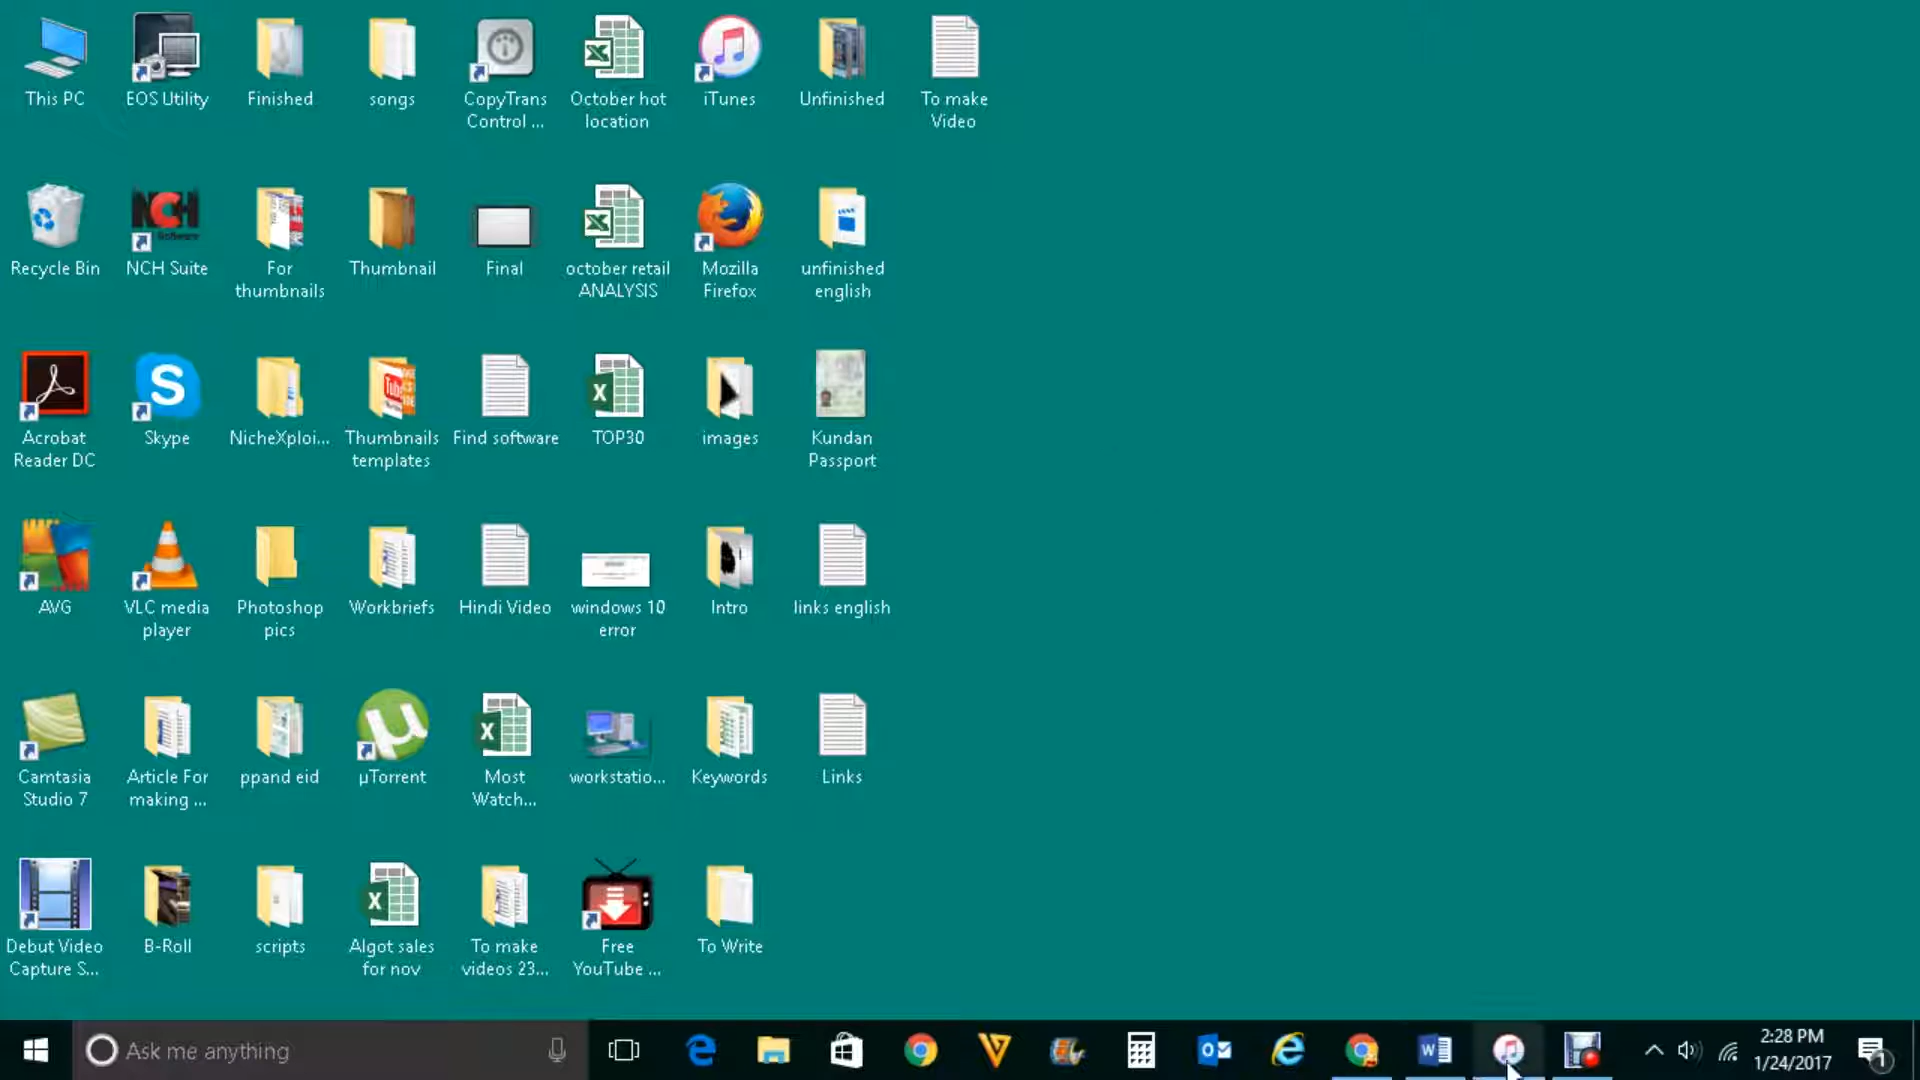 This PC
EOS Utility
Finished
songs
CopyTrans
Control ...
October hot
location
iTunes
Unfinished
To make
Video
Recycle Bin
NCH
NCH Suite
For
thumbnails
Thumbnail
Final
october retail
ANALYSIS
Mozilla
Firefox
unfinished
english
Acrobat
Reader DC
Skype
NicheXploi...
Thumbnails
templates
Find software
TOP30
images
Kundan
Passport
AVG
VLC media
player
Photoshop
pics
Workbriefs
Hindi Video
windows 10
error
Intro
links english
Camtasia
Studio 7
Article For
making ...
ppand eid
µTorrent
Most
Watch...
workstatio...
Keywords
Links
Debut Video
Capture S...
B-Roll
scripts
Algot sales
for nov
To make
videos 23...
Free
YouTube ...
To Write
Ask me anything
2:28 PM
1/24/2017
1